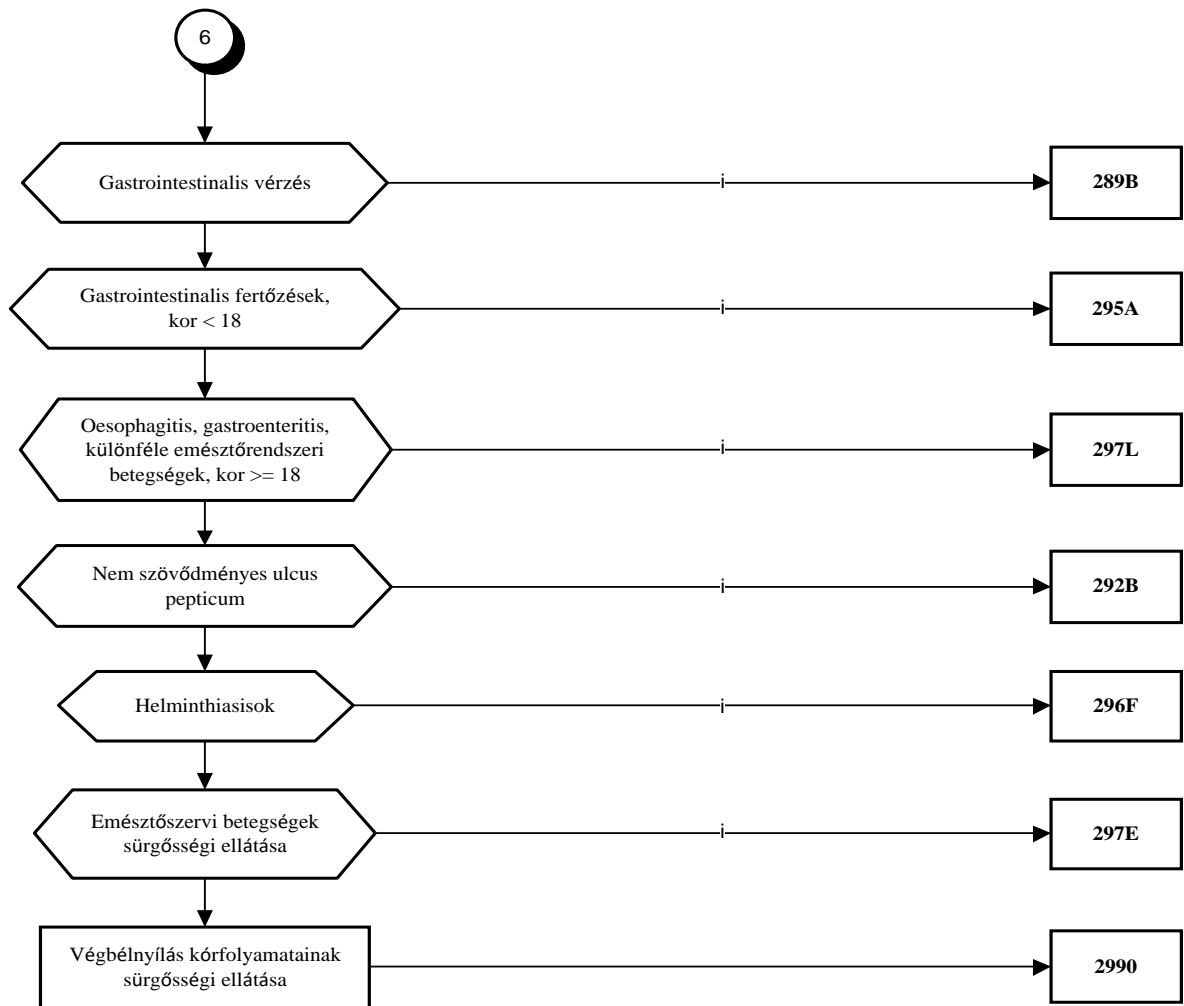 6
Gastrointestinalis vérzés
i
289B
Gastrointestinalis fertőzések,
kor < 18
i
295A
Oesophagitis, gastroenteritis,
különféle emésztőrendszeri
betegségek, kor >= 18
i
297L
Nem szövődményes ulcus
pepticum
i
292B
Helminthiasisok
i
296F
Emésztőszervi betegségek
sürgősségi ellátása
i
297E
Végbélnyílás kórfolyamatainak
sürgősségi ellátása
2990